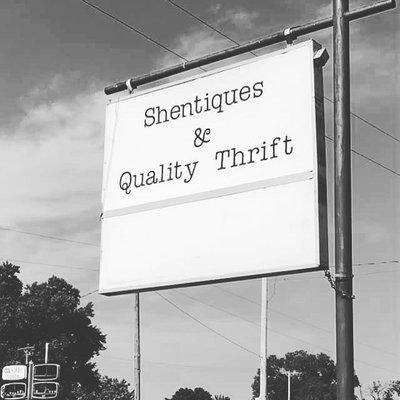 Shentiques
&
Quality Thrift